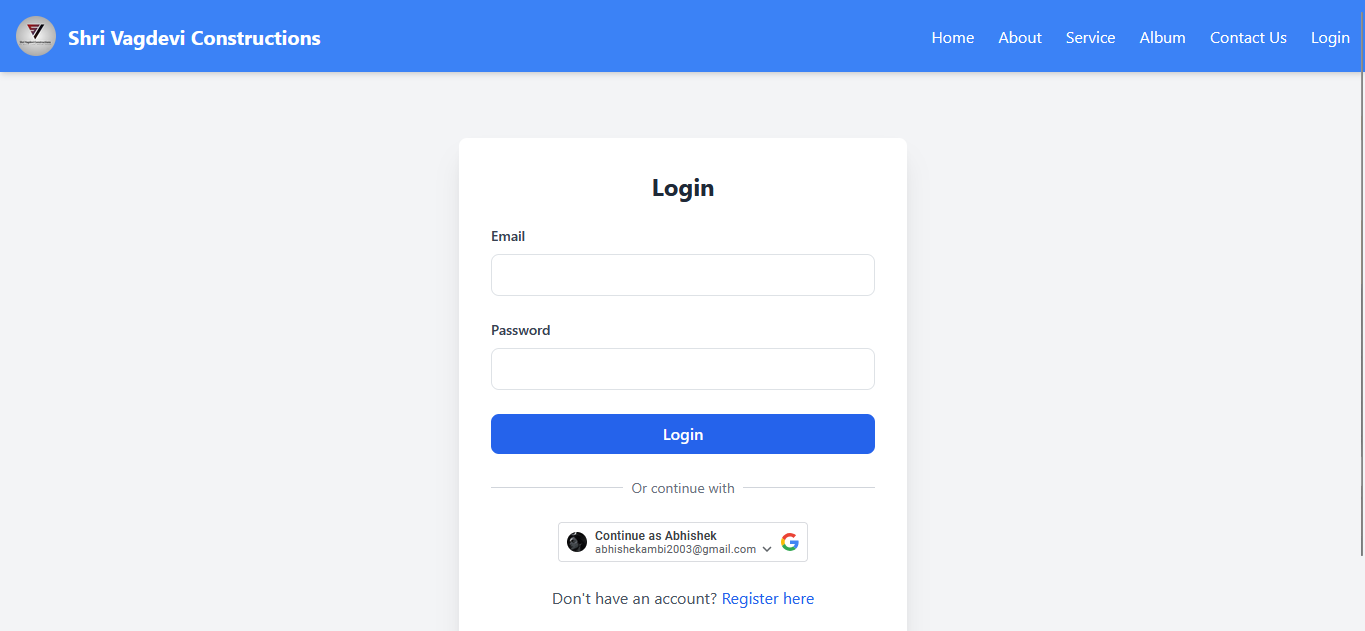 Shri Vagdevi Constructions
Home About Service Album Contact Us Login
Login
Email
Password
Login
Or continue with
Continue as Abhishek
abhishekambi2003@gmail.com
Don't have an account? Register here